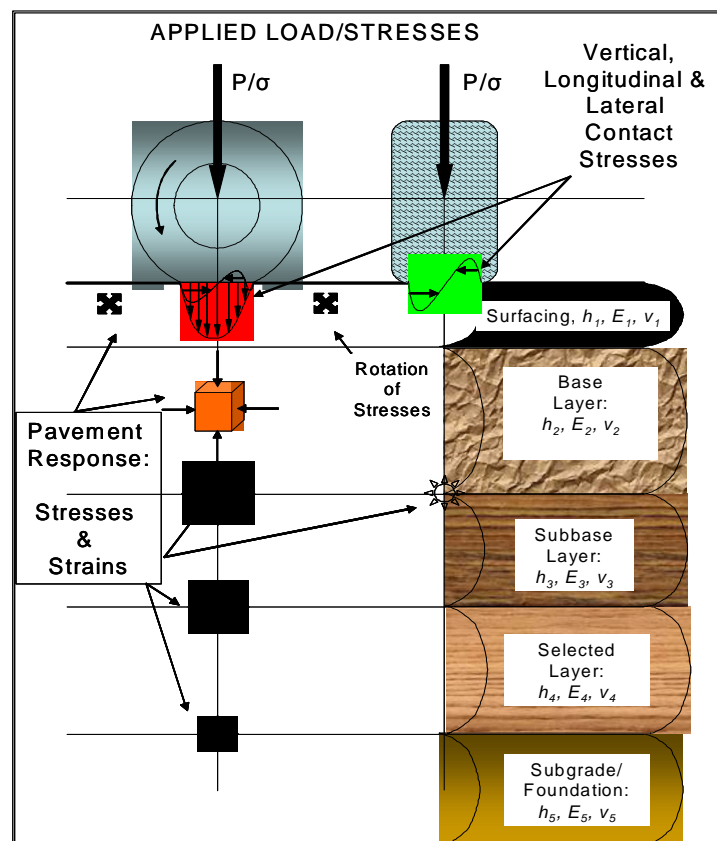 APPLIED LOAD/STRESSES
P/σ
P/σ
Vertical,
Longitudinal &
Lateral
Contact
Stresses
Surfacing, h1, E1, v1
Rotation
of
Stresses
Base
Layer:
h2, E2, v2
Pavement
Response:
Stresses
&
Strains
Subbase
Layer:
h3, E3, v3
Selected
Layer:
h4, E4, v4
Subgrade/
Foundation:
h5, E5, v5